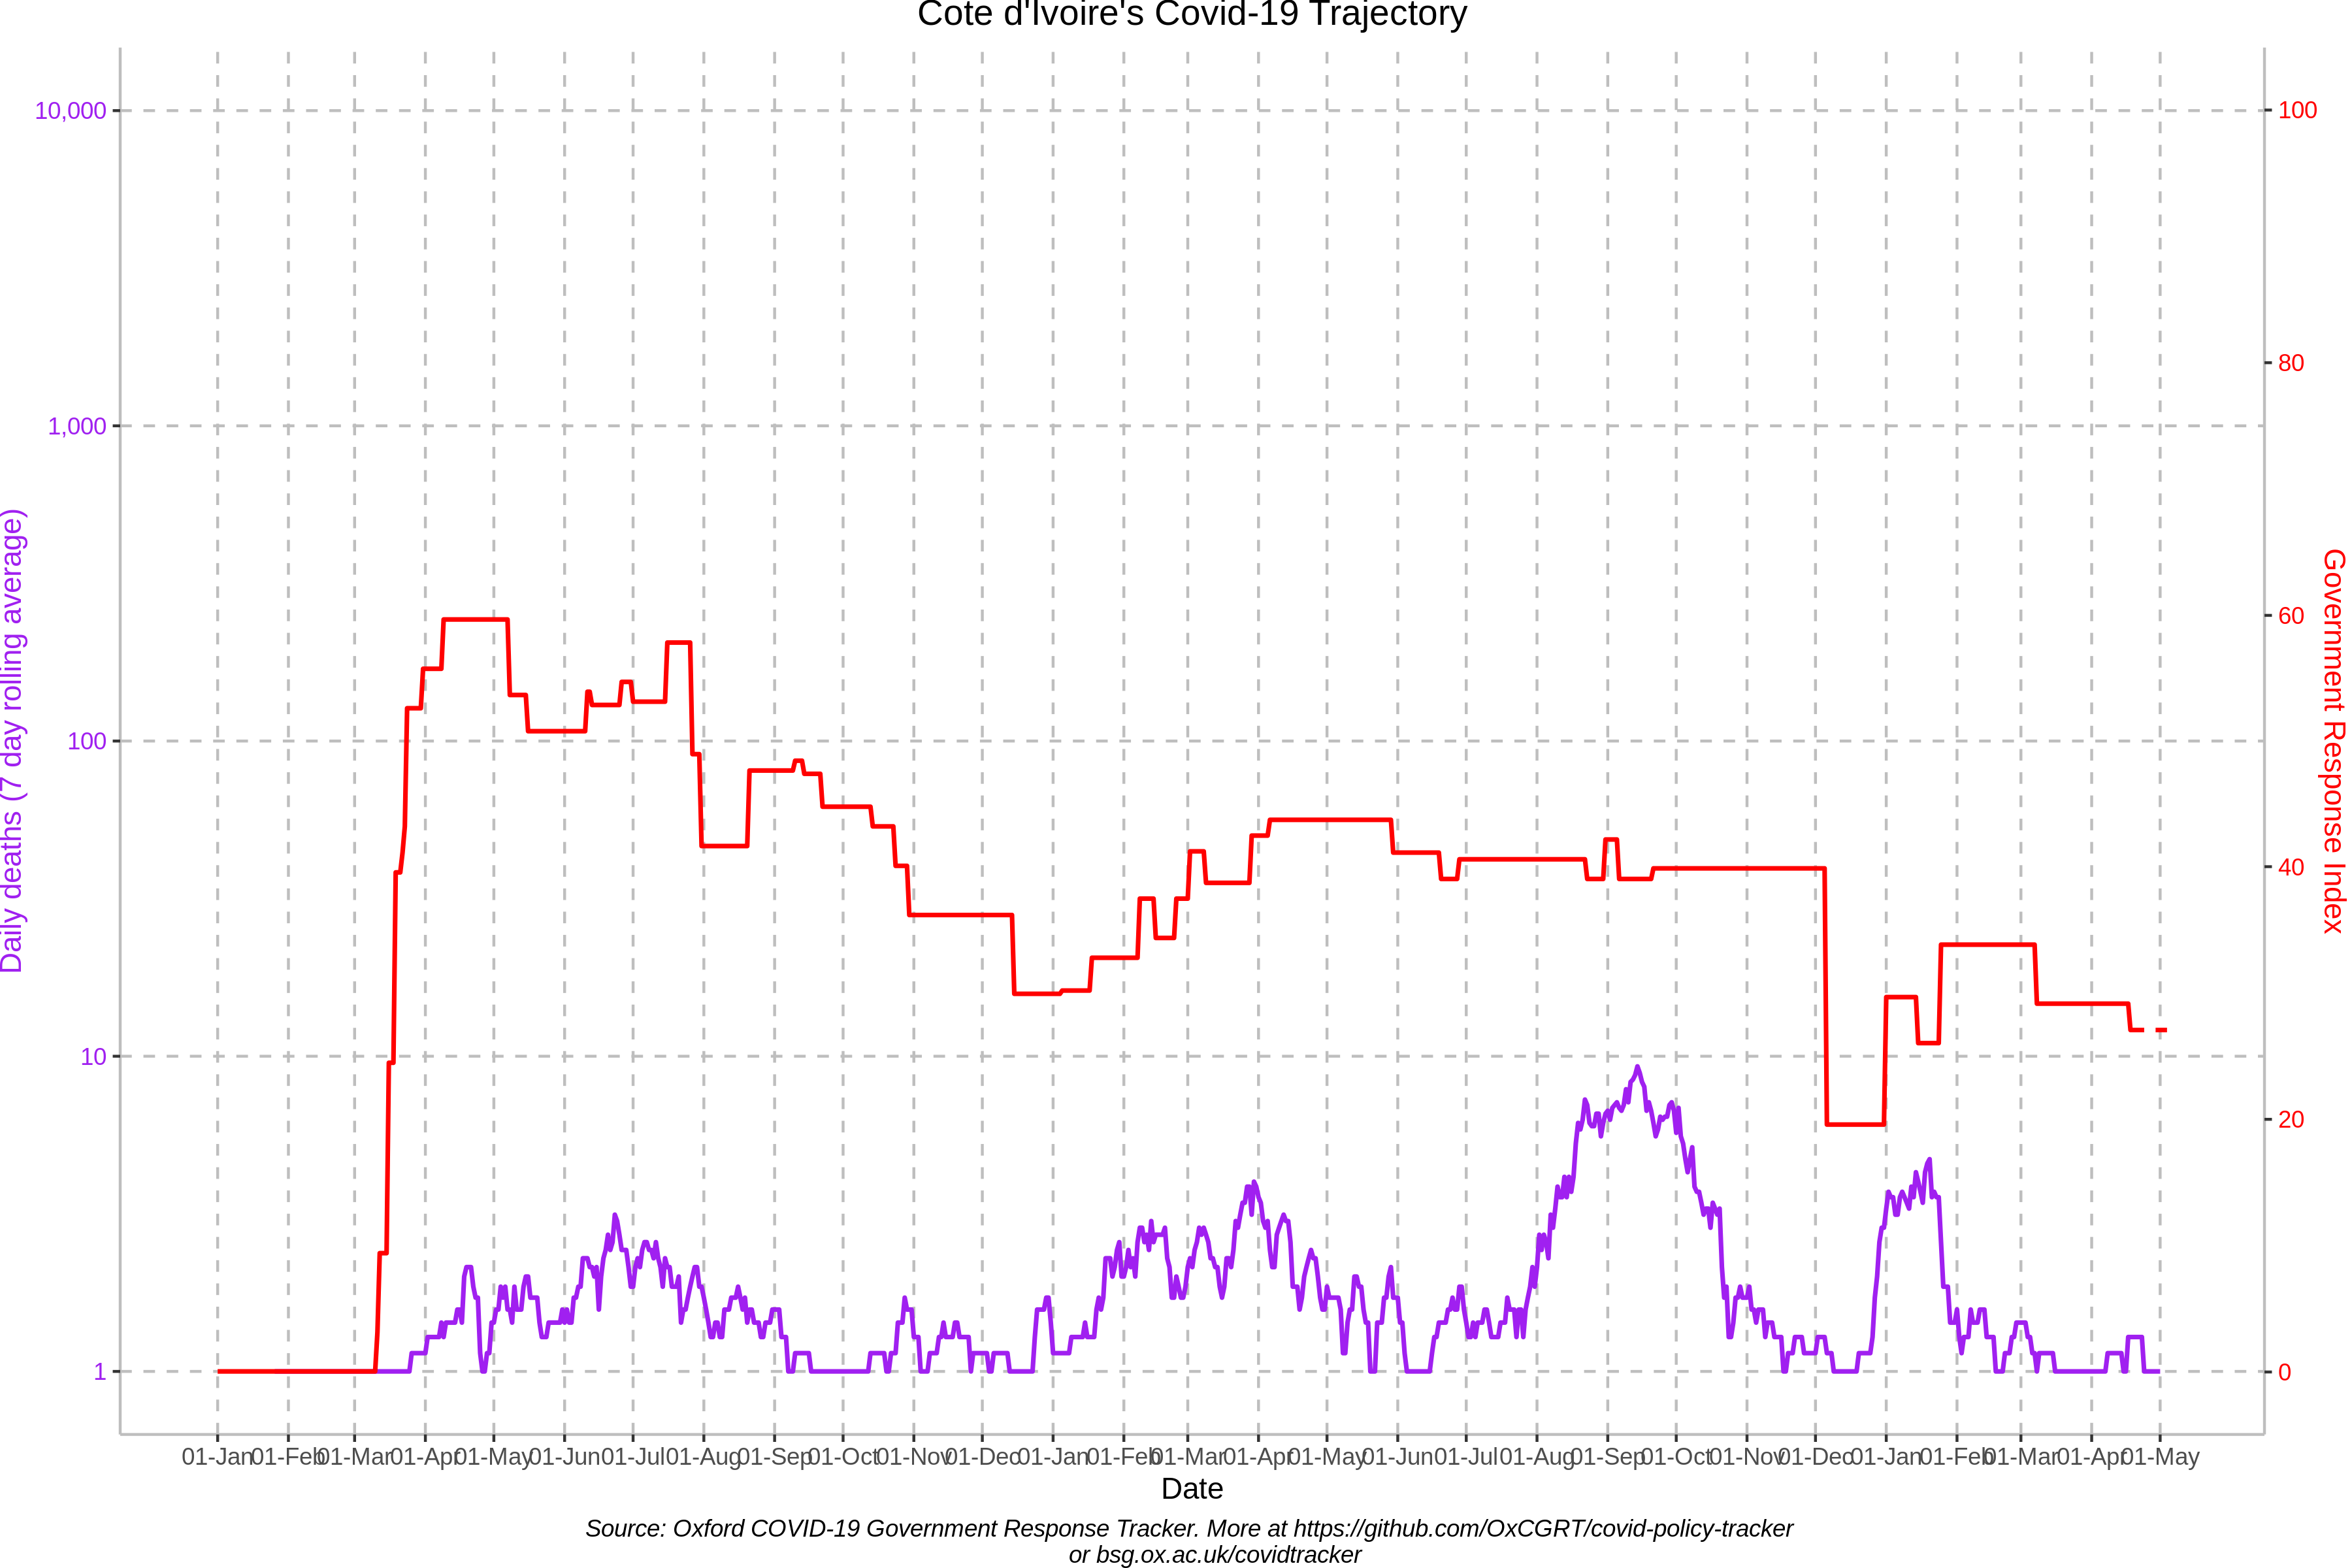 Cote d'Ivoire's Covid-19 Trajectory
Daily deaths (7 day rolling average)
10,000
1,000
100
10
1
100
80
60
40
20
0
Government Response Index
01-Jan 01-Feb 01-Mar 01-Apr 01-May 01-Jun 01-Jul 01-Aug 01-Sep 01-Oct 01-Nov 01-Dec 01-Jan 01-Feb 01-Mar 01-Apr 01-May 01-Jun 01-Jul 01-Aug 01-Sep 01-Oct 01-Nov 01-Dec 01-Jan 01-Feb 01-Mar 01-Apr 01-May
Date
Source: Oxford COVID-19 Government Response Tracker. More at https://github.com/OxCGRT/covid-policy-tracker
or bsg.ox.ac.uk/covidtracker